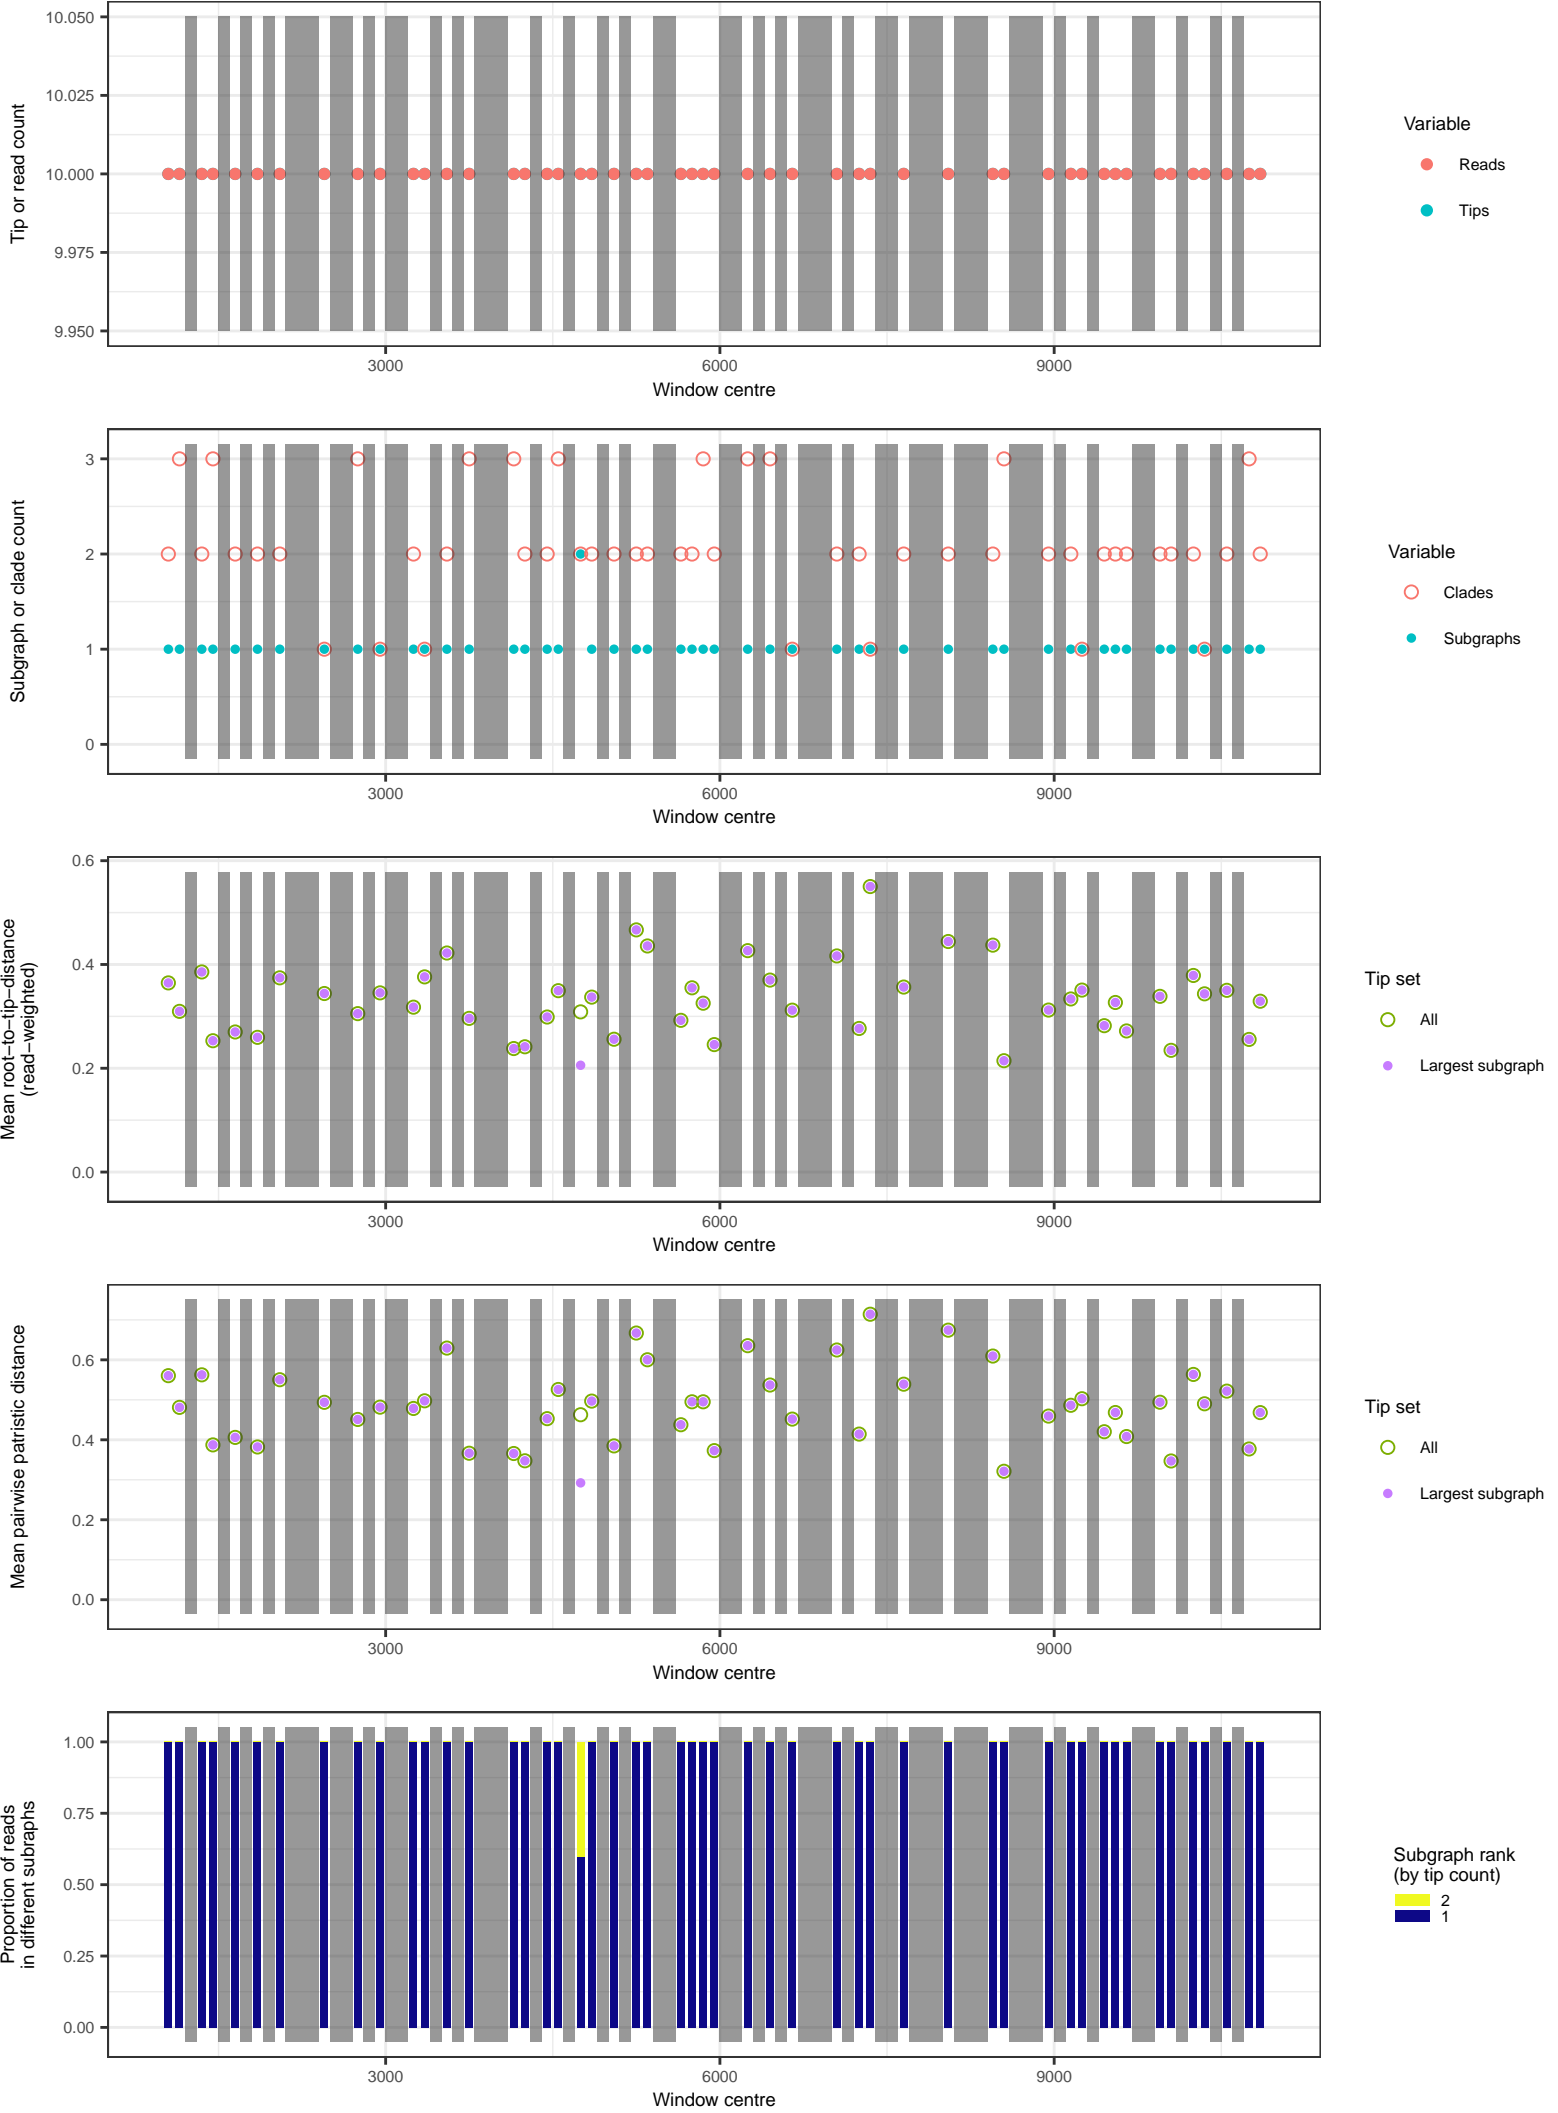 10.050
10.025
10.000
9.975
9.950
Tip or read count
3000
6000
9000
Window centre
Variable
Reads
Tips
3
2
1
0
Subgraph or clade count
3000
6000
9000
Window centre
Variable
Clades
Subgraphs
0.6
0.4
0.2
0.0
Mean root−to−tip−distance
(read−weighted)
3000
6000
9000
Window centre
Tip set
All
Largest subgraph
0.6
0.4
0.2
0.0
Mean pairwise patristic distance
3000
6000
9000
Window centre
Tip set
All
Largest subgraph
1.00
0.75
0.50
0.25
0.00
Proportion of reads
in different subraphs
3000
6000
9000
Window centre
Subgraph rank
(by tip count)
2
1